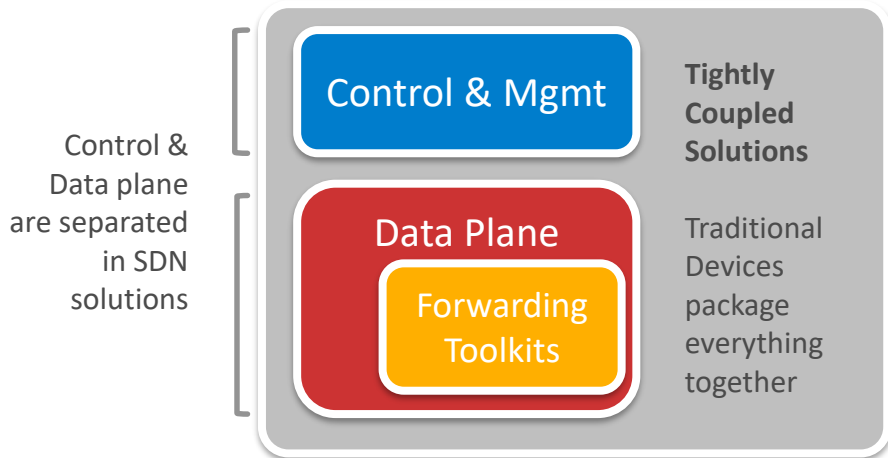 Control &
Data plane
are separated
in SDN
solutions
Control & Mgmt
Data Plane
Forwarding
Toolkits
Tightly
Coupled
Solutions
Traditional
Devices
package
everything
together